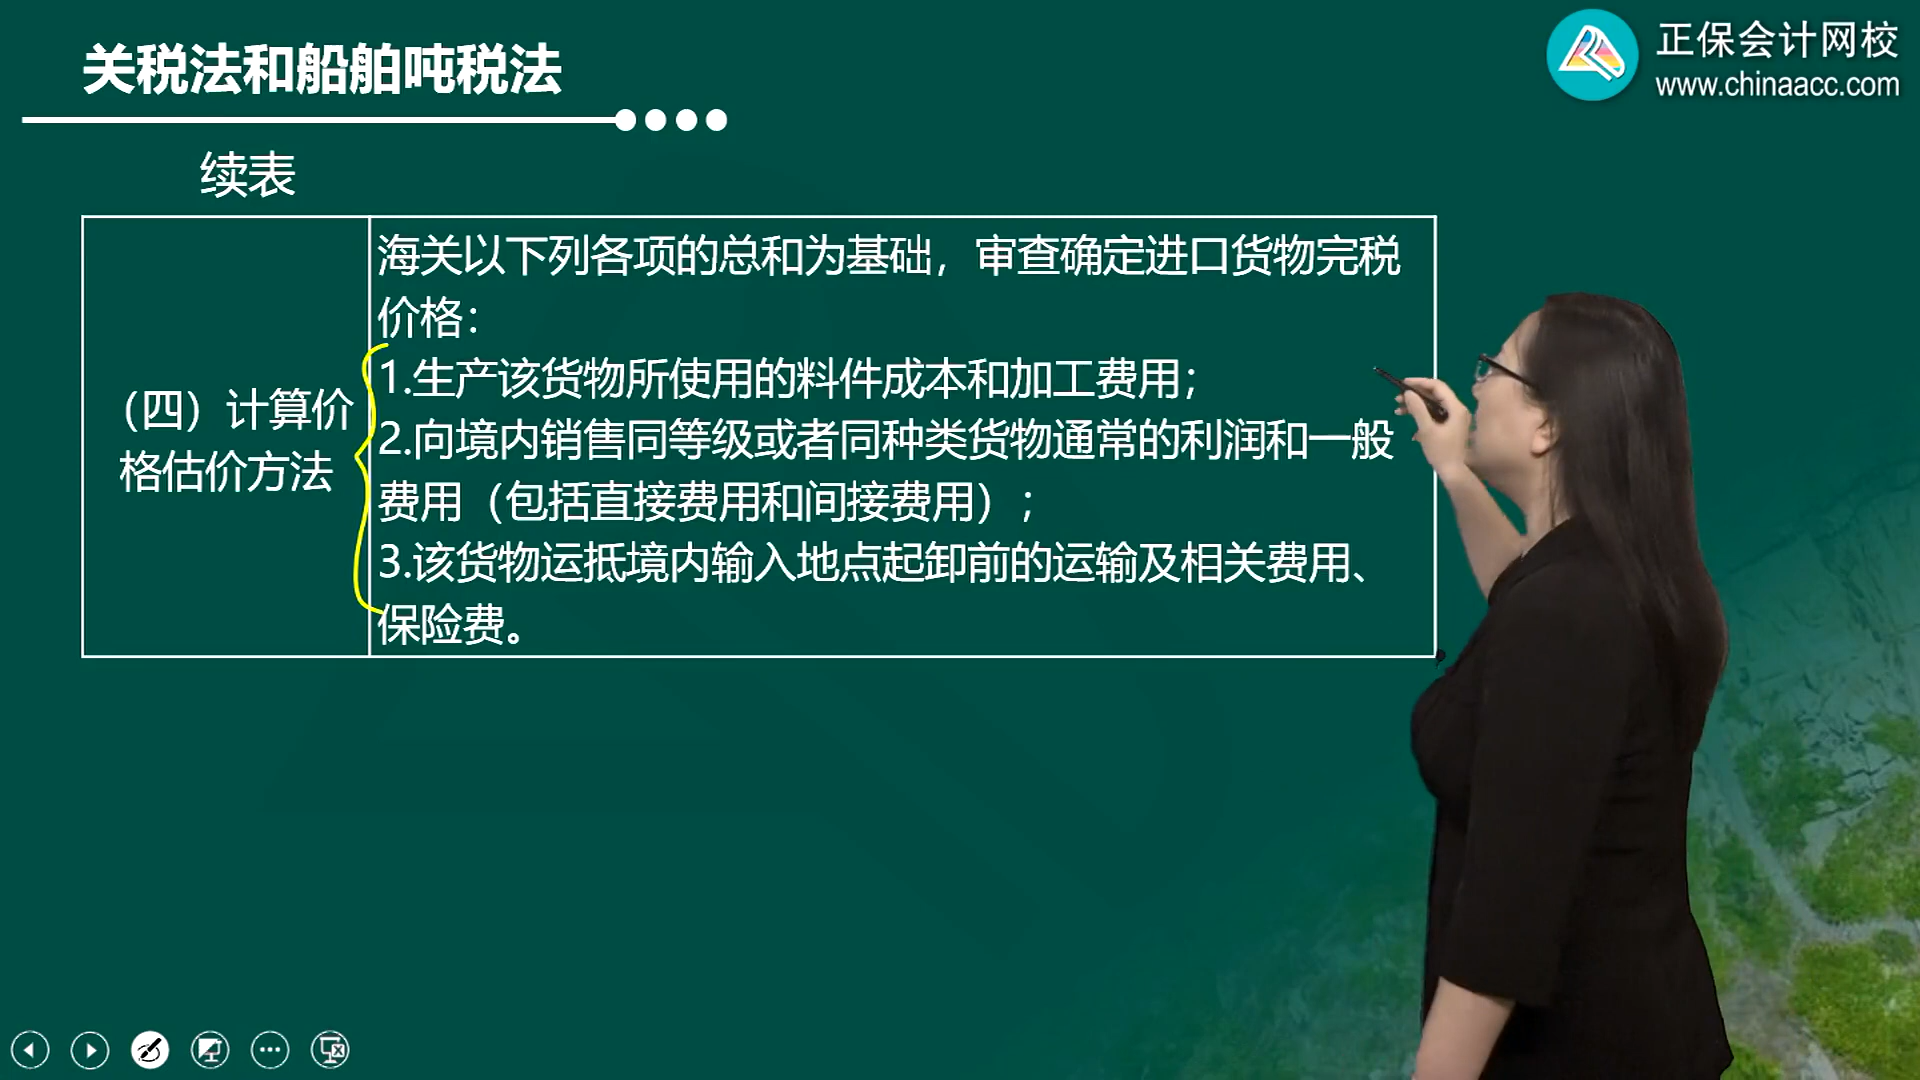 关税法和船舶吨税法
正保会计网校
www.chinaacc.com
续表
（四）计算价
格估价方法
海关以下列各项的总和为基础，审查确定进口货物完税
价格：
1.生产该货物所使用的料件成本和加工费用；
2.向境内销售同等级或者同种类货物通常的利润和一般
费用（包括直接费用和间接费用）；
3.该货物运抵境内输入地点起卸前的运输及相关费用、
保险费。